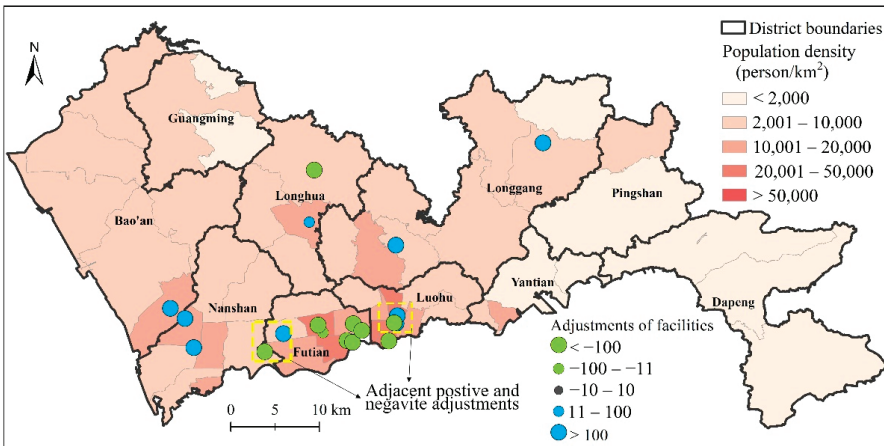 N
District boundaries
Population density
(person/km²)
< 2,000
2,001 – 10,000
10,001 – 20,000
20,001 – 50,000
> 50,000
Guangming
Longhua
Longgang
Pingshan
Bao'an
Nanshan
Luohu
Yantian
Dapeng
Futian
Adjustments of facilities
< −100
−100 – −11
−10 – 10
11 – 100
> 100
Adjacent postive and
negavite adjustments
0 5 10 km